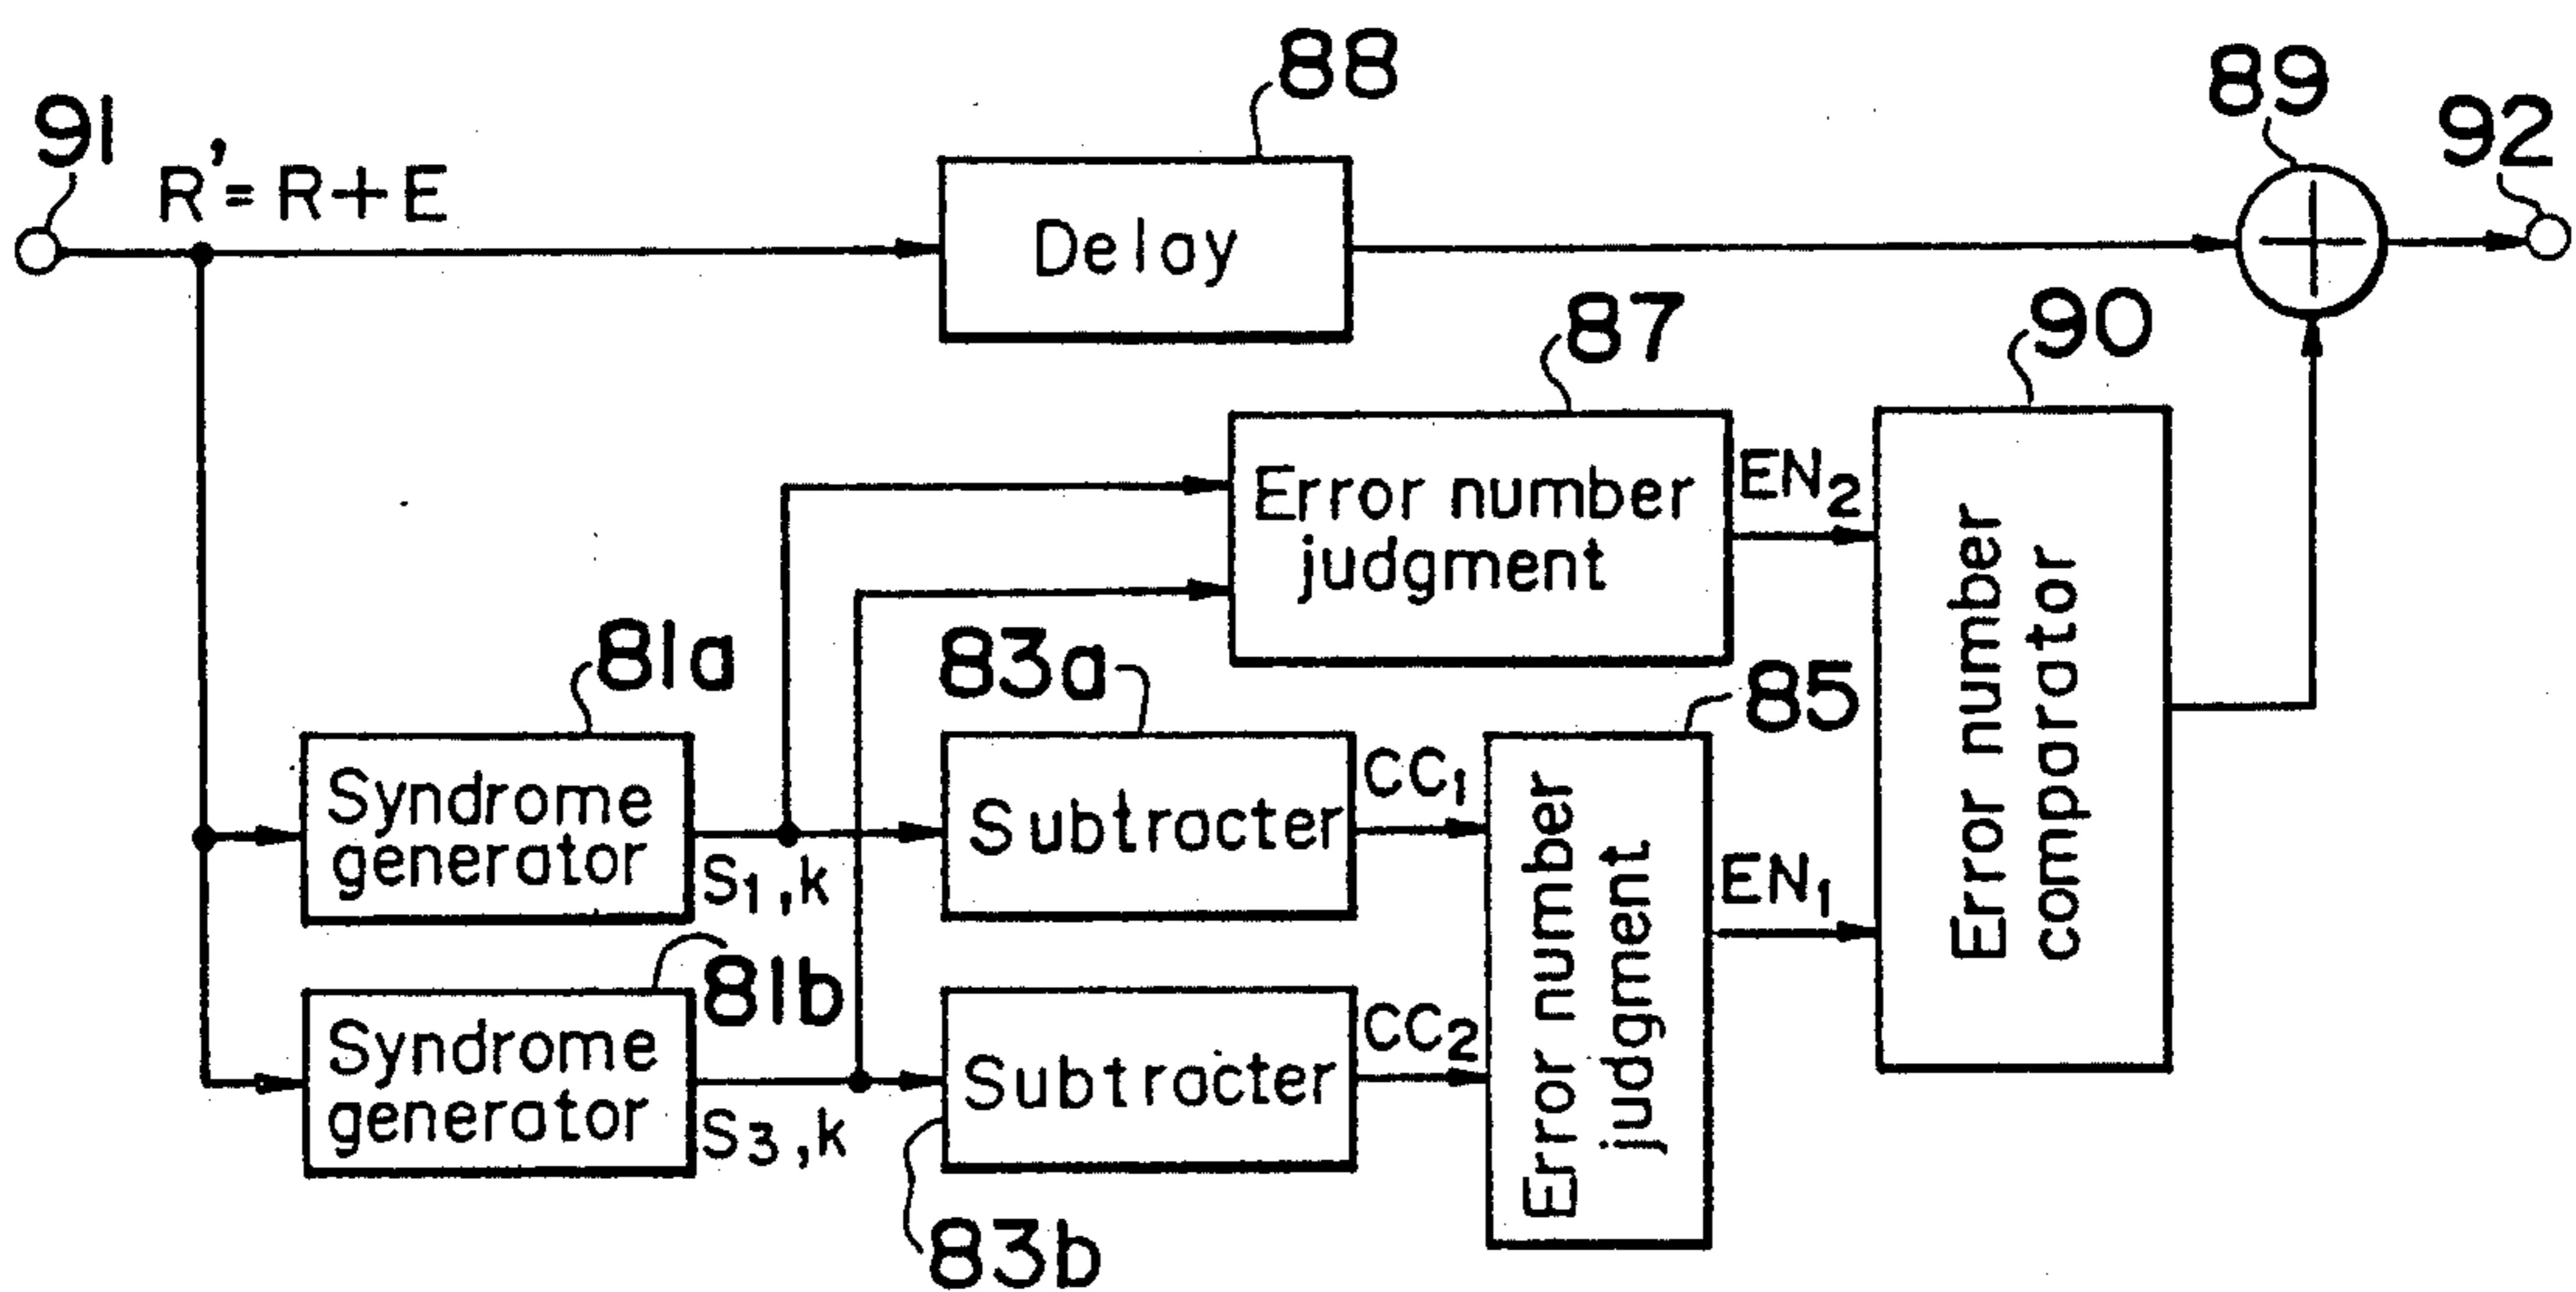 88
89
91
92
R' = R + E
Delay
87
90
Error number
judgment
EN2
81a
83a
85
Error number
comparator
Syndrome
generator
S1,k
Subtracter
CC1
Error number
judgment
EN1
81b
Syndrome
generator
S3,k
Subtracter
CC2
83b